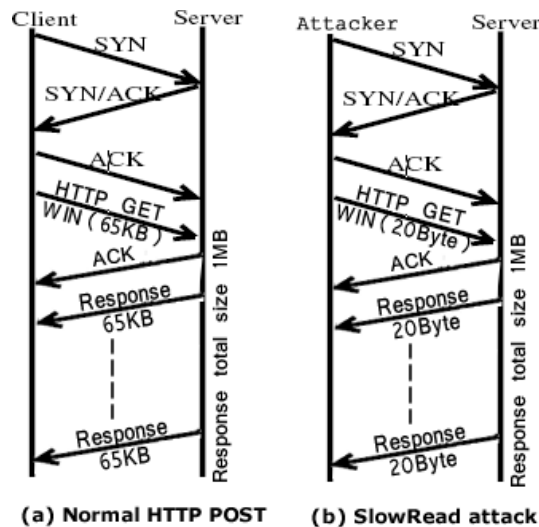 Client
Server
SYN
SYN/ACK
ACK
HTTP GET
WIN(65KB)
ACK
Response
65KB
Response
65KB
Response total size 1MB
(a) Normal HTTP POST
Attacker
Server
SYN
SYN/ACK
ACK
HTTP GET
WIN(20Byte)
ACK
Response
20Byte
Response
20Byte
Response total size 1MB
(b) SlowRead attack